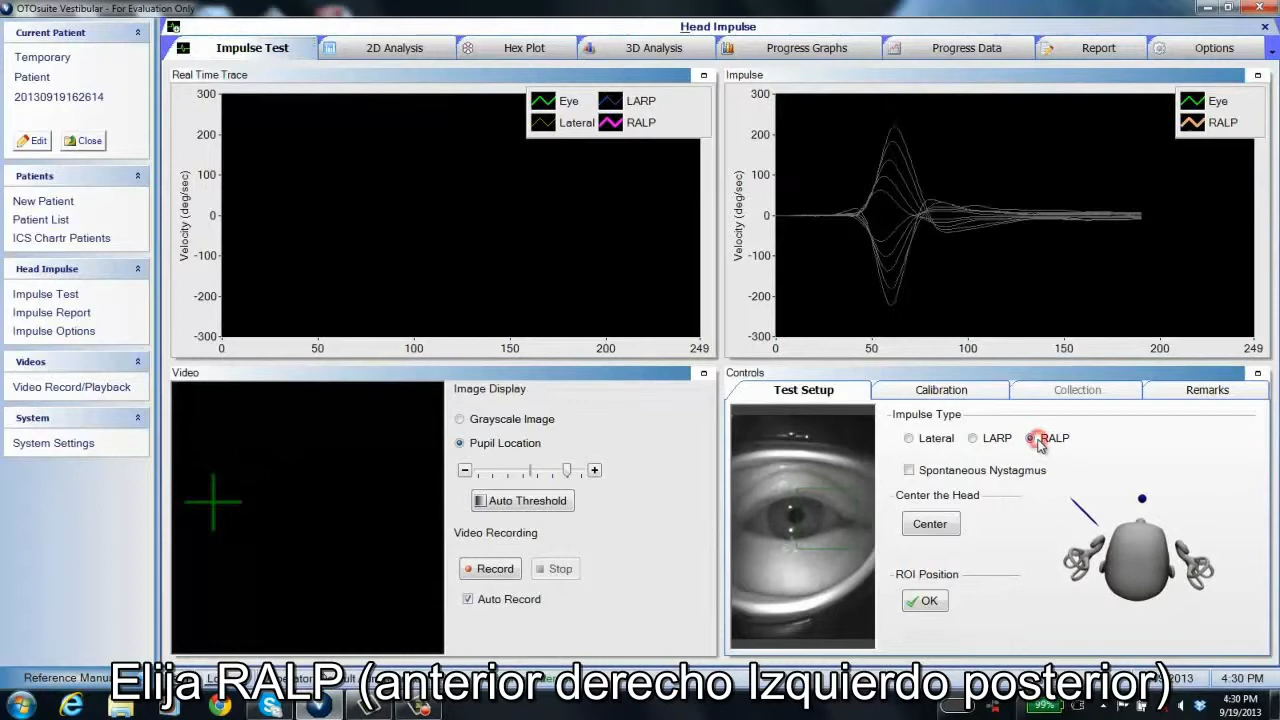 OTOsuite Vestibular - For Evaluation Only
Current Patient
Temporary
Patient
20130919162614
Edit
Close
Patients
New Patient
Patient List
ICS Chartr Patients
Head Impulse
Impulse Test
Impulse Report
Impulse Options
Videos
Video Record/Playback
System
System Settings
Head Impulse
Impulse Test
2D Analysis
Hex Plot
3D Analysis
Progress Graphs
Progress Data
Report
Options
Real Time Trace
Eye
LARP
Lateral
RALP
Velocity (deg/sec)
300
200
100
0
-100
-200
-300
0 50 100 150 200 249
Impulse
Eye
RALP
Velocity (deg/sec)
300
200
100
0
-100
-200
-300
0 50 100 150 200 249
Video
Image Display
Grayscale Image
Pupil Location
Auto Threshold
Video Recording
Record
Stop
Auto Record
Controls
Test Setup
Calibration
Collection
Remarks
Impulse Type
Lateral
LARP
RALP
Spontaneous Nystagmus
Center the Head
Center
ROI Position
OK
Reference
4:30 PM
Elija RALP (anterior derecho Izquierdo posterior)
99%
4:30 PM
9/19/2013